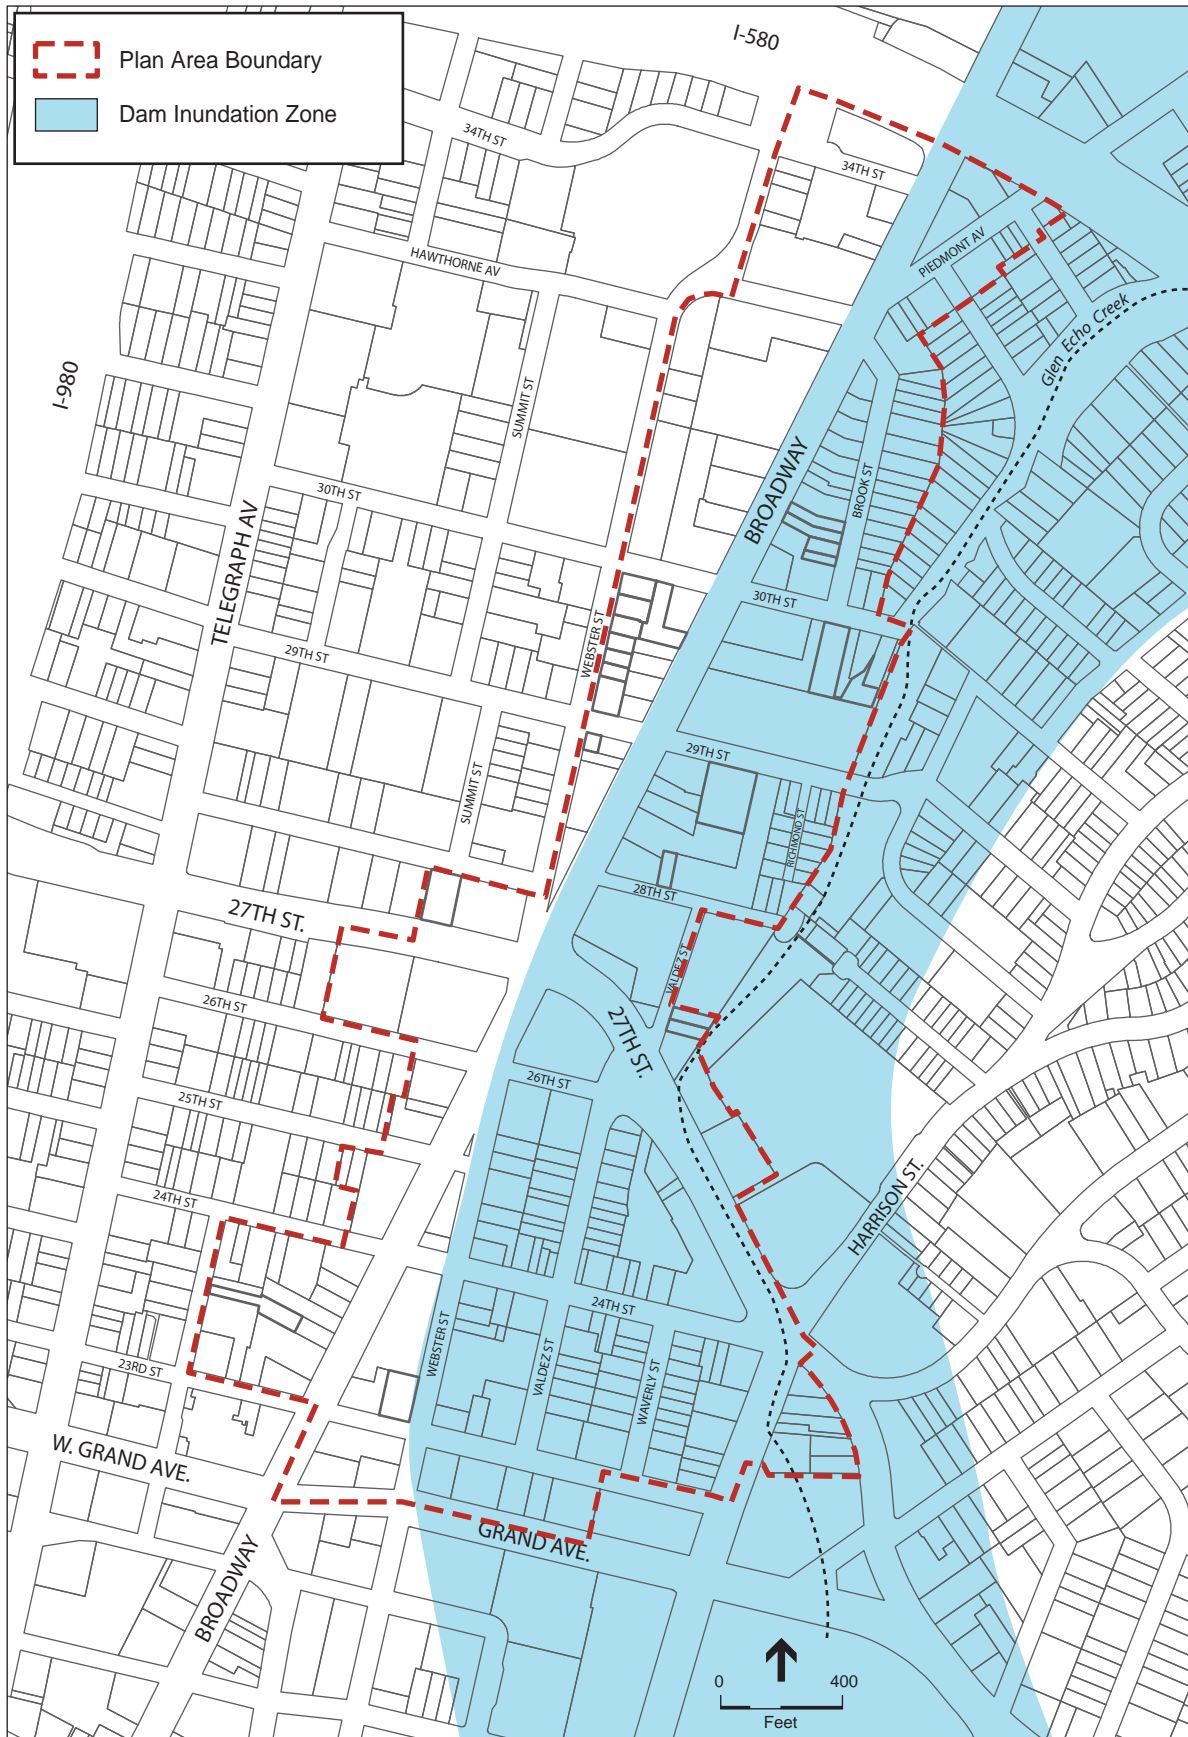 Plan Area Boundary
Dam Inundation Zone
I-580
34TH ST
34TH ST
PIEDMONT AV
HAWTHORNE AV
Glen Echo Creek
I-980
SUMMIT ST
BROADWAY
30TH ST
BROOK ST
TELEGRAPH AV
30TH ST
WEBSTER ST
29TH ST
29TH ST
SUMMIT ST
RICHMOND ST
28TH ST
27TH ST.
VALDEZ ST
26TH ST
27TH ST.
26TH ST
25TH ST
24TH ST
HARRISON ST.
24TH ST
WEBSTER ST
VALDEZ ST
WAVERLY ST
23RD ST
W. GRAND AVE.
GRAND AVE.
BROADWAY
0 400
Feet